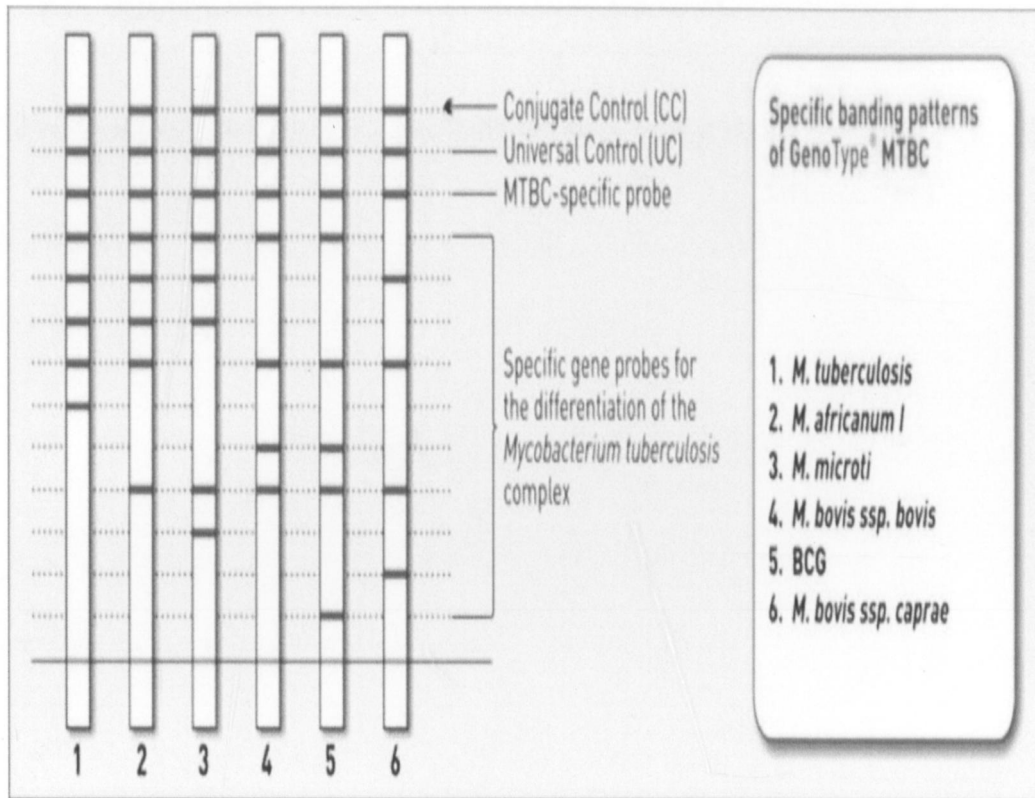 Conjugate Control (CC)
Universal Control (UC)
MTBC-specific probe
Specific gene probes for
the differentiation of the
Mycobacterium tuberculosis
complex
1 2 3 4 5 6
Specific banding patterns
of GenoType® MTBC
1. M. tuberculosis
2. M. africanum I
3. M. microti
4. M. bovis ssp. bovis
5. BCG
6. M. bovis ssp. caprae